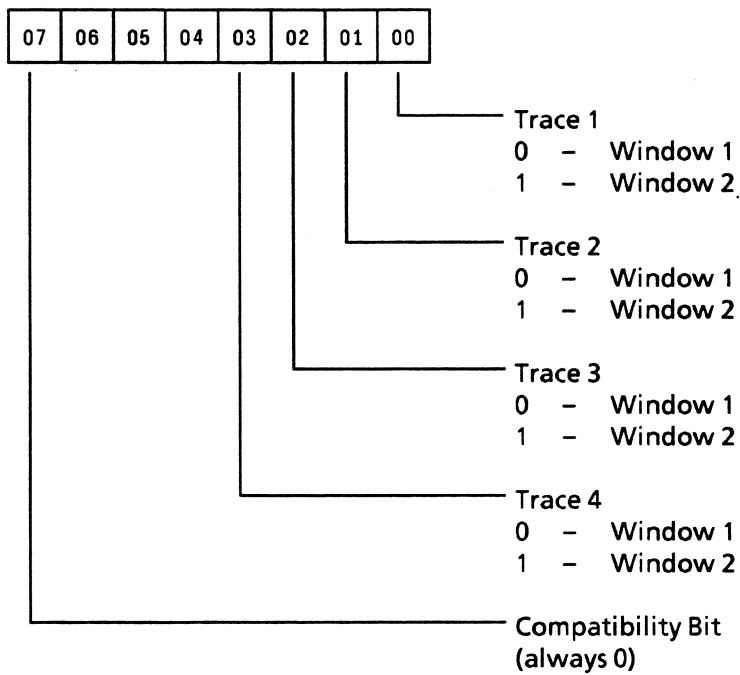 07 06 05 04 03 02 01 00
Trace 1
0 – Window 1
1 – Window 2
Trace 2
0 – Window 1
1 – Window 2
Trace 3
0 – Window 1
1 – Window 2
Trace 4
0 – Window 1
1 – Window 2
Compatibility Bit
(always 0)